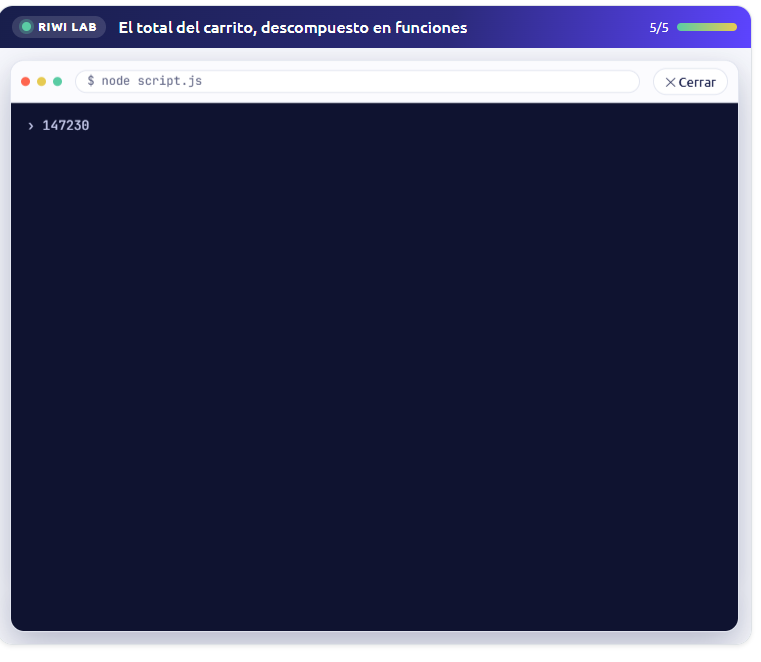 RIWI LAB El total del carrito, descompuesto en funciones 5/5
$ node script.js × Cerrar
› 147230